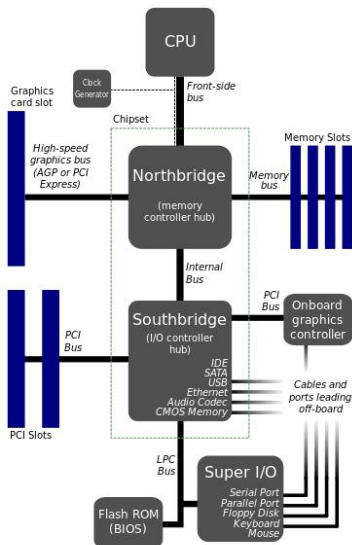 CPU
Graphics
card slot
Clock
Generator
Front-side
bus
Chipset
High-speed
graphics bus
(AGP or PCI
Express)
Northbridge
(memory
controller hub)
Memory
bus
Memory Slots
Internal
Bus
PCI
Bus
Southbridge
(I/O controller
hub)
IDE
SATA
USB
Ethernet
Audio Codec
CMOS Memory
PCI
Bus
Onboard
graphics
controller
PCI Slots
Cables and
ports leading
off-board
LPC
Bus
Super I/O
Serial Port
Parallel Port
Floppy Disk
Keyboard
Mouse
Flash ROM
(BIOS)